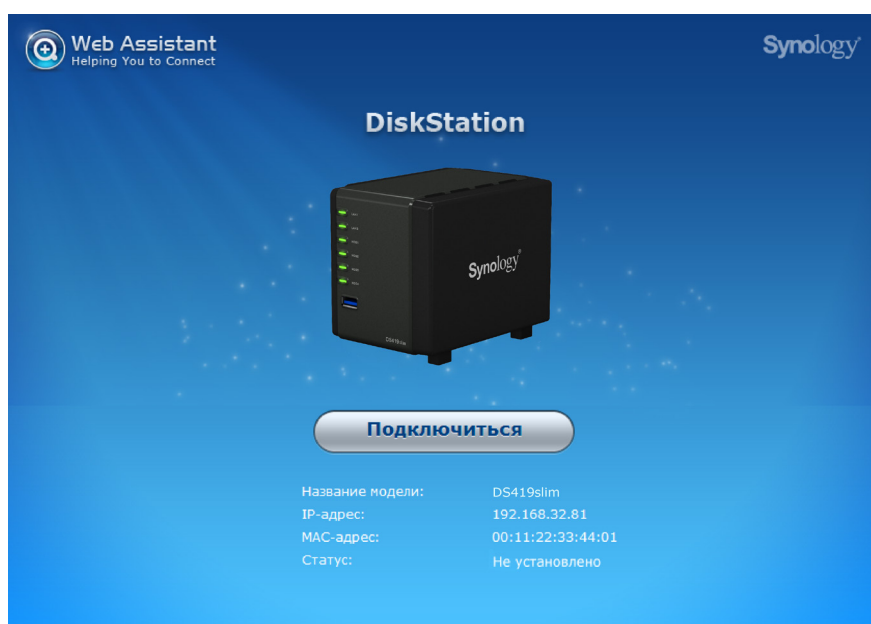 Web Assistant
Helping You to Connect
Synology
DiskStation
Synology
DS419slim
Подключиться
Название модели: DS419slim
IP-адрес: 192.168.32.81
MAC-адрес: 00:11:22:33:44:01
Статус: Не установлено